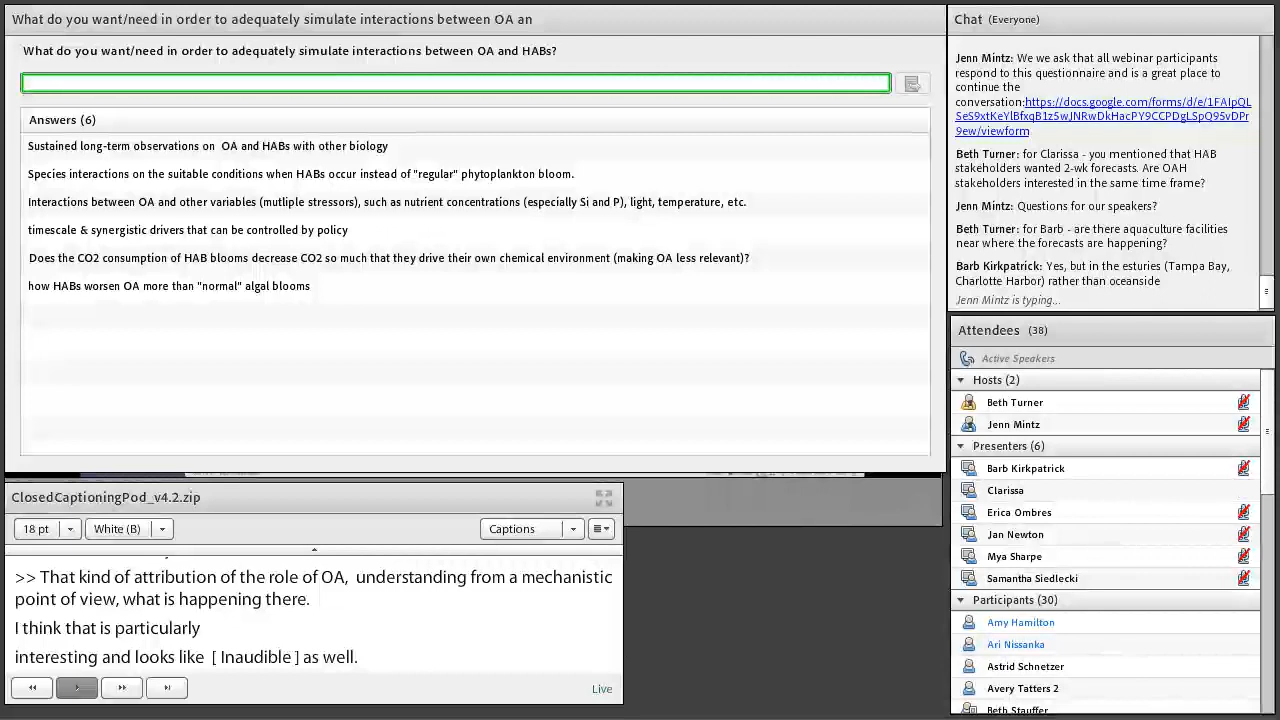 What do you want/need in order to adequately simulate interactions between OA an
What do you want/need in order to adequately simulate interactions between OA and HABs?
Answers (6)
Sustained long-term observations on OA and HABs with other biology
Species interactions on the suitable conditions when HABs occur instead of "regular" phytoplankton bloom.
Interactions between OA and other variables (mutliple stressors), such as nutrient concentrations (especially Si and P), light, temperature, etc.
timescale & synergistic drivers that can be controlled by policy
Does the CO2 consumption of HAB blooms decrease CO2 so much that they drive their own chemical environment (making OA less relevant)?
how HABs worsen OA more than "normal" algal blooms
Chat (Everyone)
Jenn Mintz: We we ask that all webinar participants
respond to this questionnaire and is a great place to
continue the
conversation:https://docs.google.com/forms/d/e/1FAIpQL
SeS9xtKeYlBfxqB1z5wJNRwDkHacPY9CCPDgLSpQ95vDPr
9ew/viewform
Beth Turner: for Clarissa - you mentioned that HAB
stakeholders wanted 2-wk forecasts. Are OAH
stakeholders interested in the same time frame?
Jenn Mintz: Questions for our speakers?
Beth Turner: for Barb - are there aquaculture facilities
near where the forecasts are happening?
Barb Kirkpatrick: Yes, but in the esturies (Tampa Bay,
Charlotte Harbor) rather than oceanside
Jenn Mintz is typing...
Attendees (38)
Active Speakers
Hosts (2)
Beth Turner
Jenn Mintz
Presenters (6)
Barb Kirkpatrick
Clarissa
Erica Ombres
Jan Newton
Mya Sharpe
Samantha Siedlecki
Participants (30)
Amy Hamilton
Ari Nissanka
Astrid Schnetzer
Avery Tatters 2
Beth Stauffer
ClosedCaptioningPod_v4.2.zip
18 pt
White (B)
Captions
>> That kind of attribution of the role of OA, understanding from a mechanistic
point of view, what is happening there.
I think that is particularly
interesting and looks like [ Inaudible ] as well.
Live